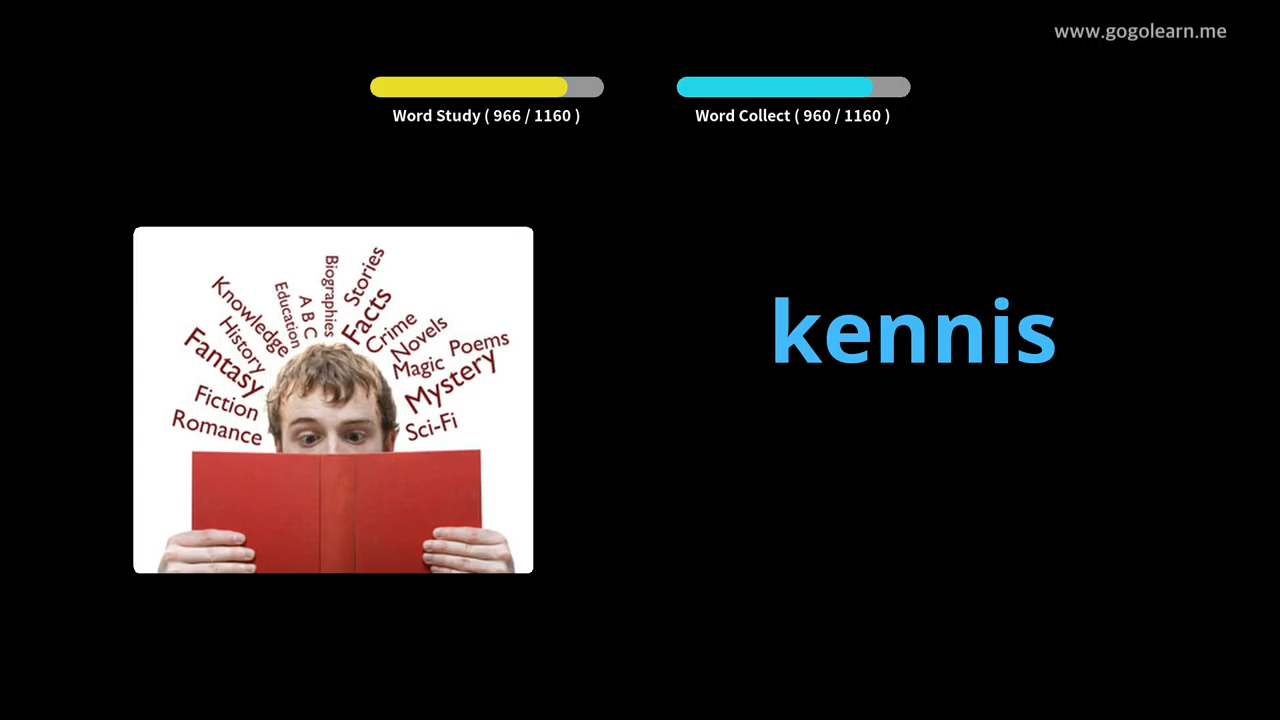 www.gogolearn.me
Word Study ( 966 / 1160 )
Word Collect ( 960 / 1160 )
kennis
Romance
Fiction
Fantasy
History
Knowledge
Education
A B C
Biographies
Stories
Facts
Crime
Novels
Magic
Poems
Mystery
Sci-Fi